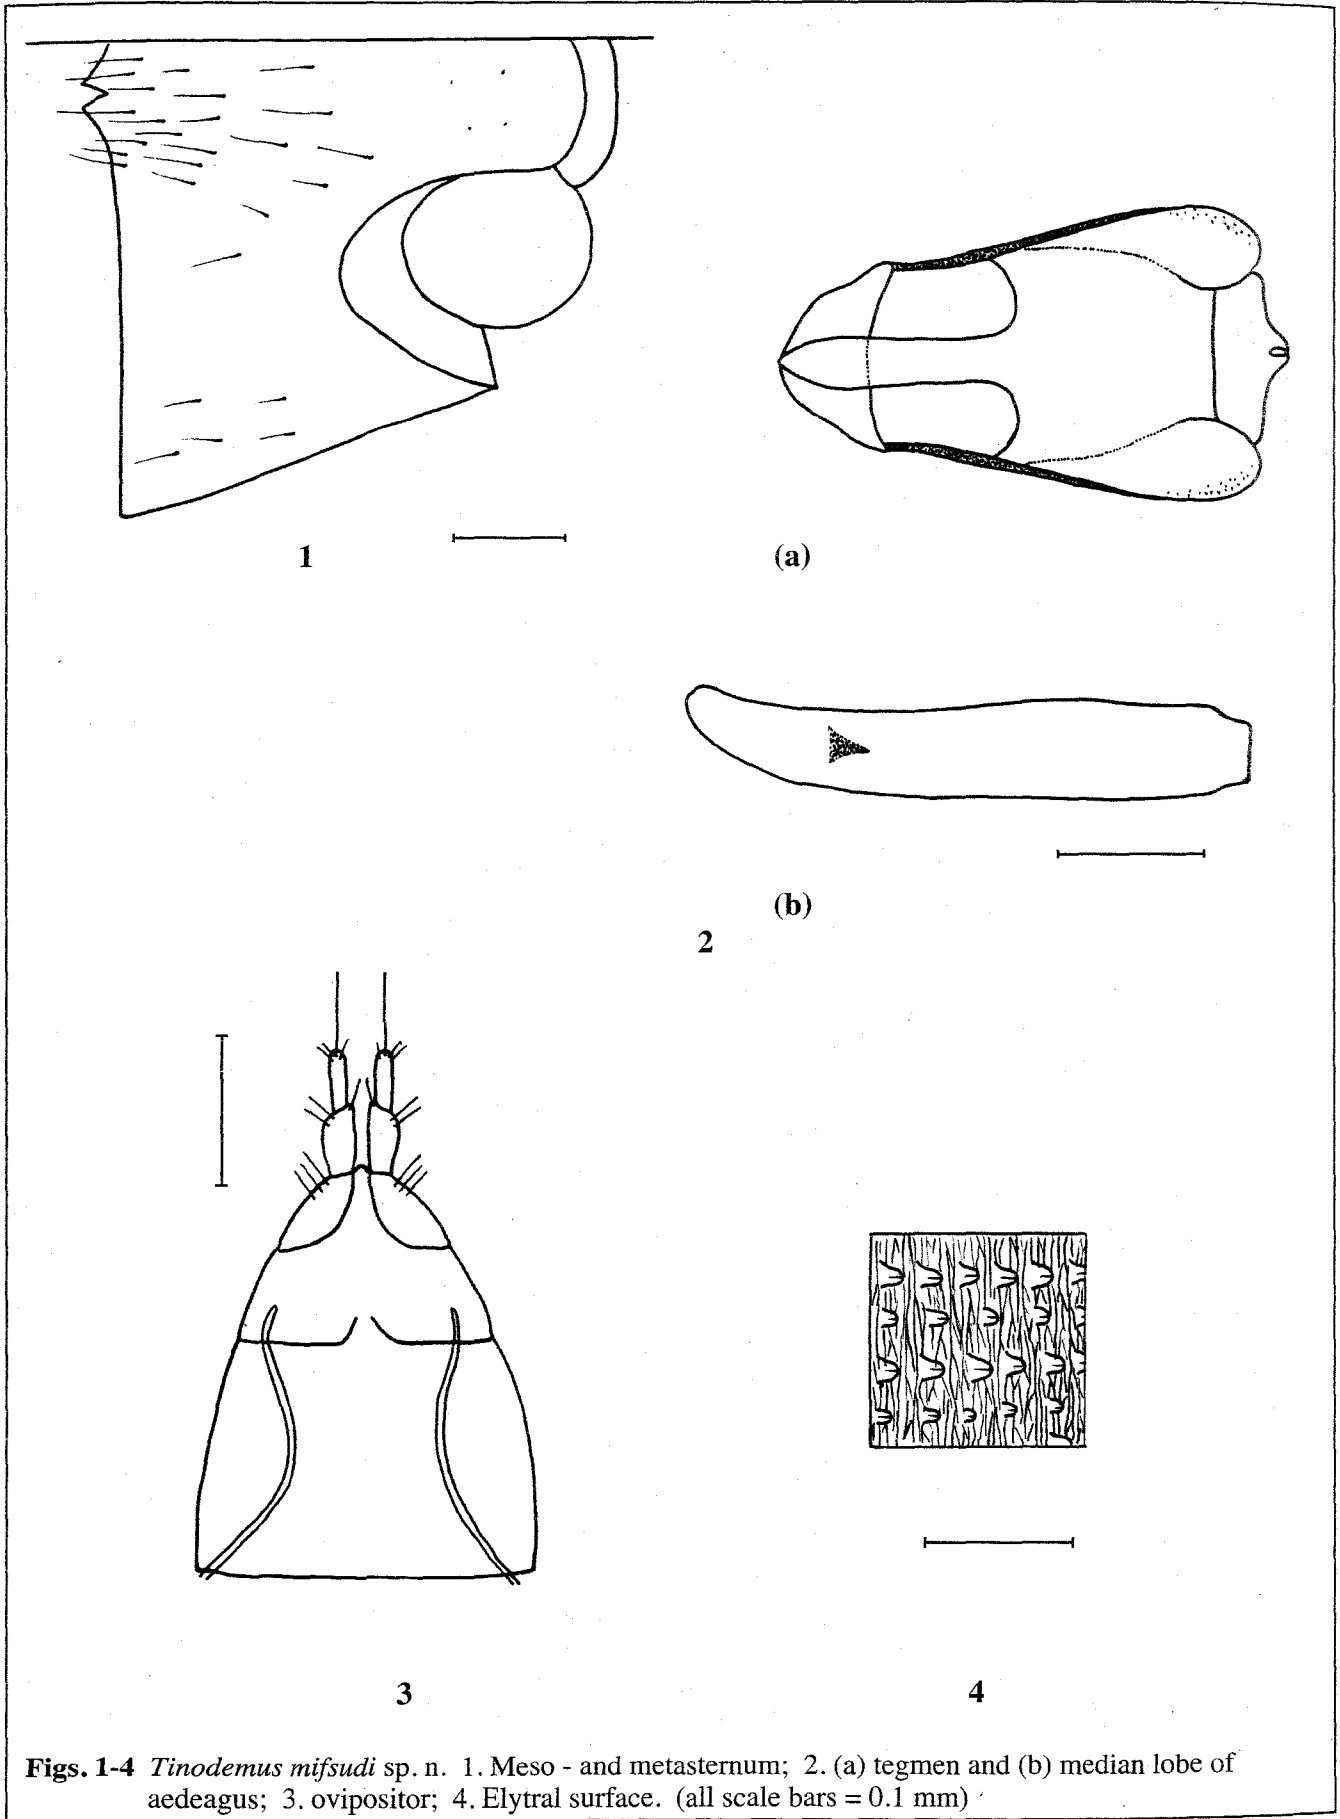 1
(a)
(b)
2
3
4
Figs. 1-4 Tinodemus mifsudi sp. n. 1. Meso - and metasternum; 2. (a) tegmen and (b) median lobe of
aedeagus; 3. ovipositor; 4. Elytral surface. (all scale bars = 0.1 mm)